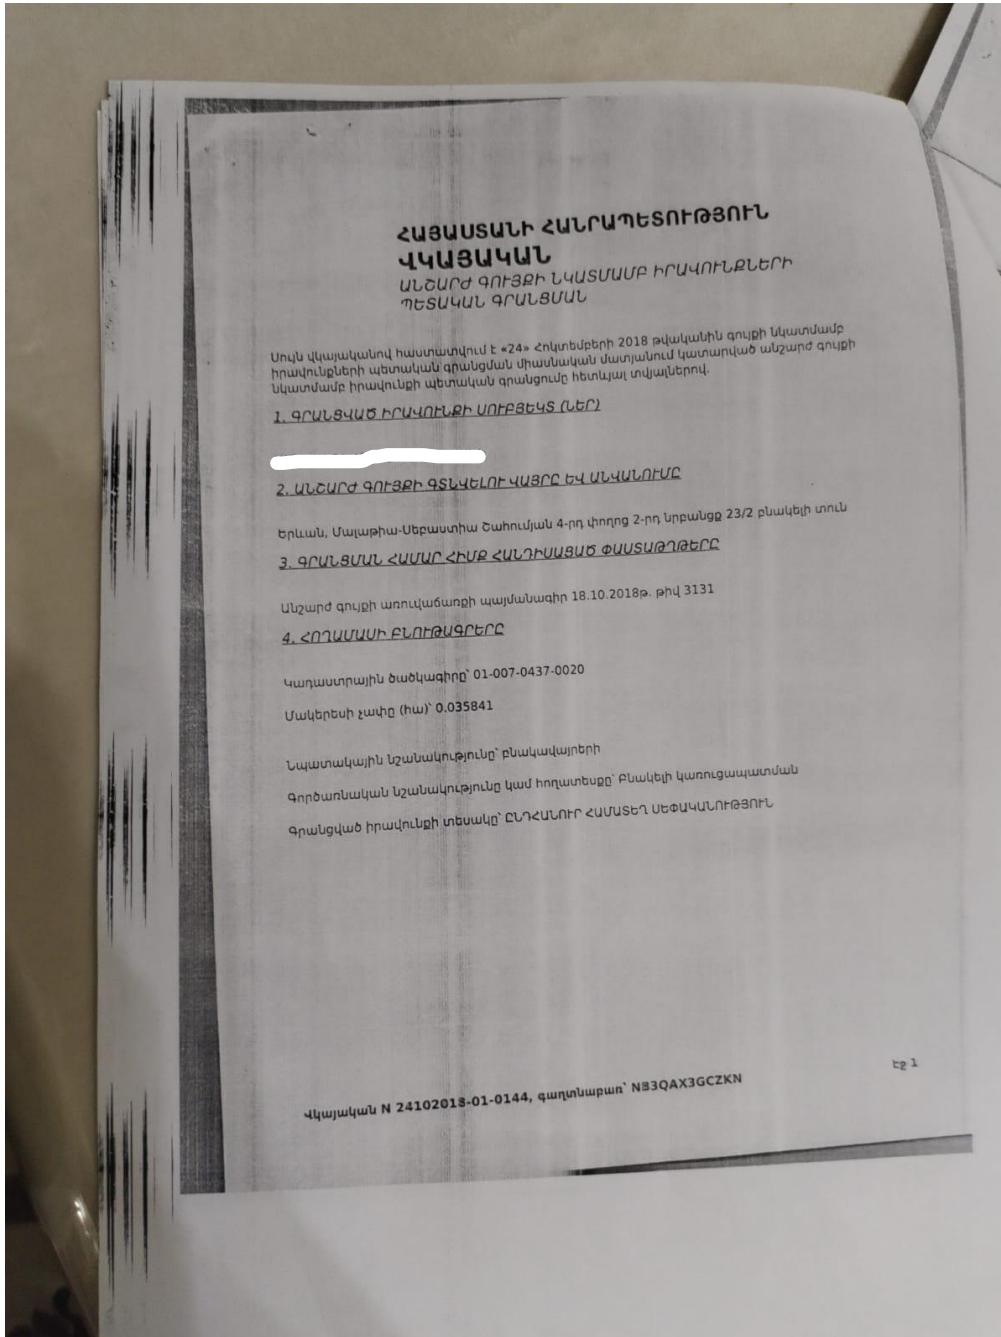 ՀԱՅԱՍՏԱՆԻ ՀԱՆՐԱՊԵՏՈՒԹՅՈՒՆ
ՎԿԱՅԱԿԱՆ
ԱՆՇԱՐԺ ԳՈՒՅՔԻ ՆԿԱՏՄԱՄԲ ԻՐԱՎՈՒՆՔՆԵՐԻ
ՊԵՏԱԿԱՆ ԳՐԱՆՑՄԱՆ
Սույն վկայականով հաստատվում է «24» Հոկտեմբերի 2018 թվականին գույքի նկատմամբ
իրավունքների պետական գրանցման միասնական մատյանում կատարված անշարժ գույքի
նկատմամբ իրավունքի պետական գրանցումը հետևյալ տվյալներով.
1. ԳՐԱՆՑՎԱԾ ԻՐԱՎՈՒՆՔԻ ՍՈՒԲՅԵԿՏ (ՆԵՐ)
2. ԱՆՇԱՐԺ ԳՈՒՅՔԻ ԳՏՆՎԵԼՈՒ ՎԱՅՐԸ ԵՎ ԱՆՎԱՆՈՒՄԸ
Երևան, Մալաթիա-Սեբաստիա Շահումյան 4-րդ փողոց 2-րդ նրբանցք 23/2 բնակելի տուն
3. ԳՐԱՆՑՄԱՆ ՀԱՄԱՐ ՀԻՄՔ ՀԱՆԴԻՍԱՑԱԾ ՓԱՍՏԱԹՂԹԵՐԸ
Անշարժ գույքի առուվաճառքի պայմանագիր 18.10.2018թ. թիվ 3131
4. ՀՈՂԱՄԱՍԻ ԲՆՈՒԹԱԳՐԵՐԸ
Կադաստրային ծածկագիրը՝ 01-007-0437-0020
Մակերեսի չափը (հա)՝ 0.035841
Նպատակային նշանակությունը՝ բնակավայրերի
Գործառնական նշանակությունը կամ հողատեսքը՝ Բնակելի կառուցապատման
Գրանցված իրավունքի տեսակը՝ ԸՆԴՀԱՆՈՒՐ ՀԱՄԱՏԵՂ ՍԵՓԱԿԱՆՈՒԹՅՈՒՆ
Էջ 1
Վկայական N 24102018-01-0144, գաղտնաբառ՝ NB3QAX3GCZKN